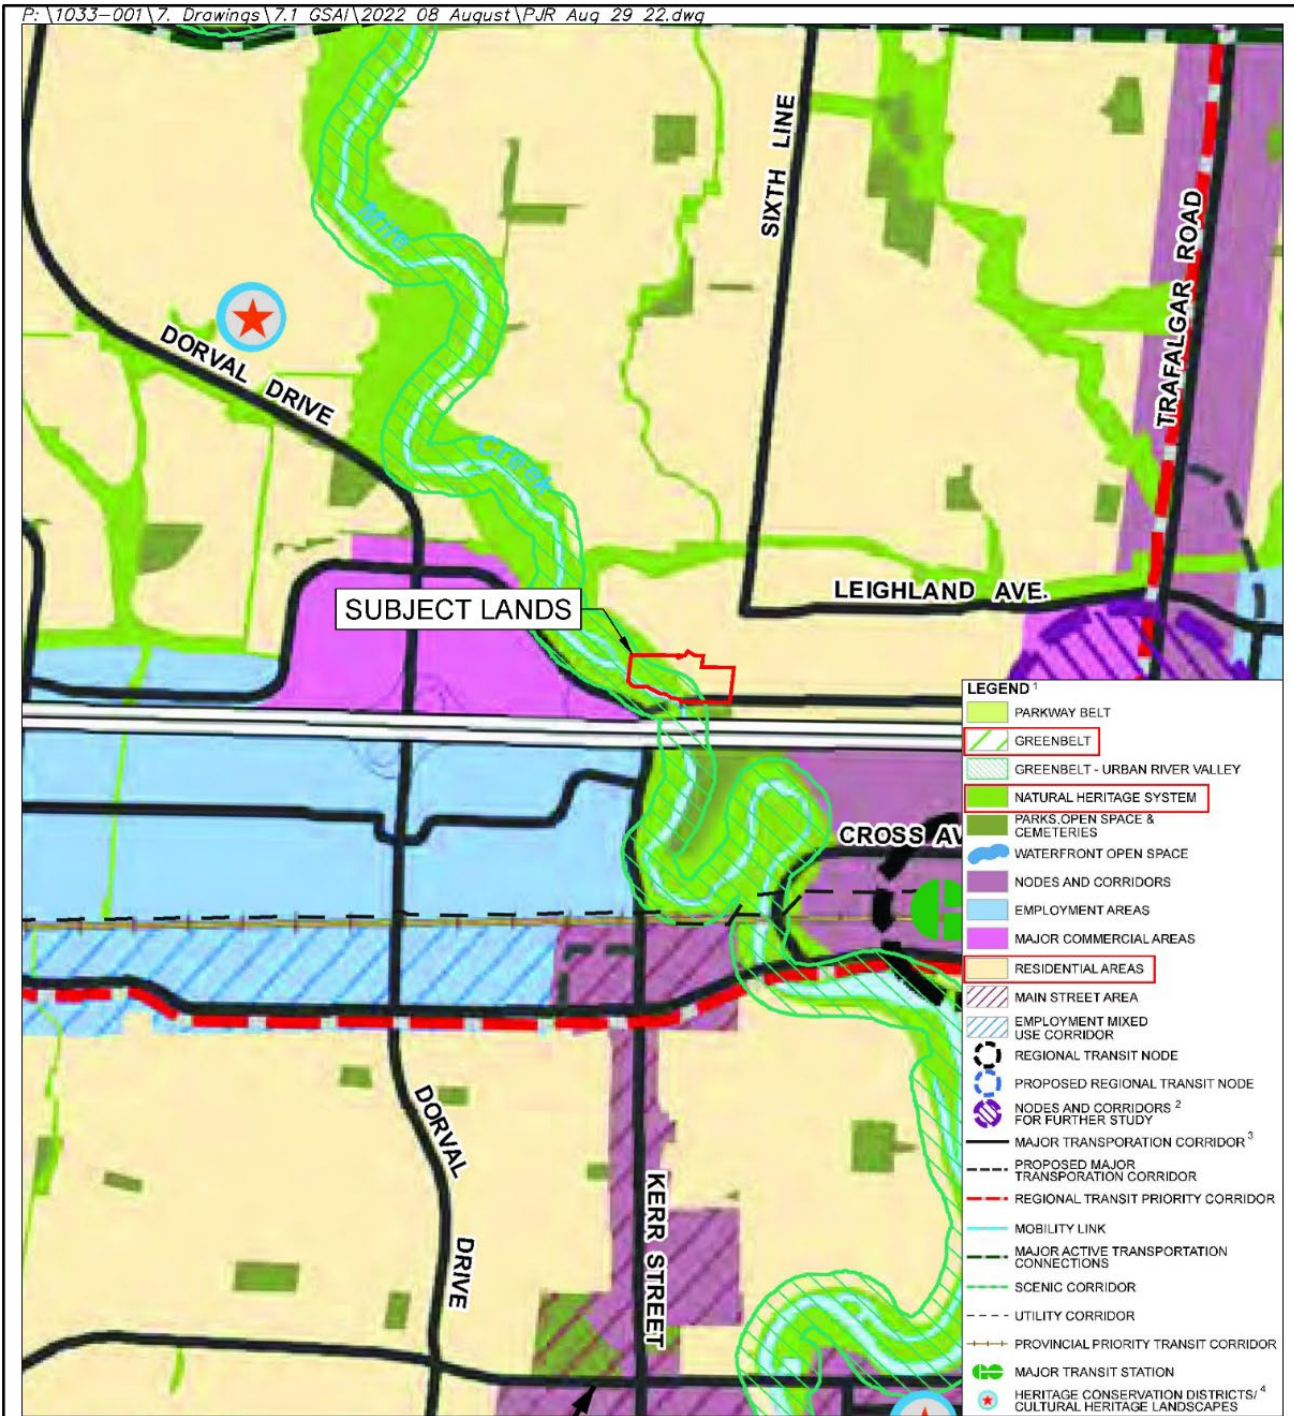 P:\1033-001\7. Drawings\7.1 GSAI\2022 08 August\PJR Aug 29 22.dwg
SIXTH LINE
TRAFALGAR ROAD
Mile
DORVAL DRIVE
Creek
LEIGHLAND AVE.
SUBJECT LANDS
CROSS AV
DORVAL
DRIVE
KERR STREET
LEGEND 1
PARKWAY BELT
GREENBELT
GREENBELT - URBAN RIVER VALLEY
NATURAL HERITAGE SYSTEM
PARKS,OPEN SPACE &
CEMETERIES
WATERFRONT OPEN SPACE
NODES AND CORRIDORS
EMPLOYMENT AREAS
MAJOR COMMERCIAL AREAS
RESIDENTIAL AREAS
MAIN STREET AREA
EMPLOYMENT MIXED
USE CORRIDOR
REGIONAL TRANSIT NODE
PROPOSED REGIONAL TRANSIT NODE
NODES AND CORRIDORS 2
FOR FURTHER STUDY
MAJOR TRANSPORATION CORRIDOR 3
PROPOSED MAJOR
TRANSPORATION CORRIDOR
REGIONAL TRANSIT PRIORITY CORRIDOR
MOBILITY LINK
MAJOR ACTIVE TRANSPORTATION
CONNECTIONS
SCENIC CORRIDOR
UTILITY CORRIDOR
PROVINCIAL PRIORITY TRANSIT CORRIDOR
MAJOR TRANSIT STATION
HERITAGE CONSERVATION DISTRICTS/ 4
CULTURAL HERITAGE LANDSCAPES